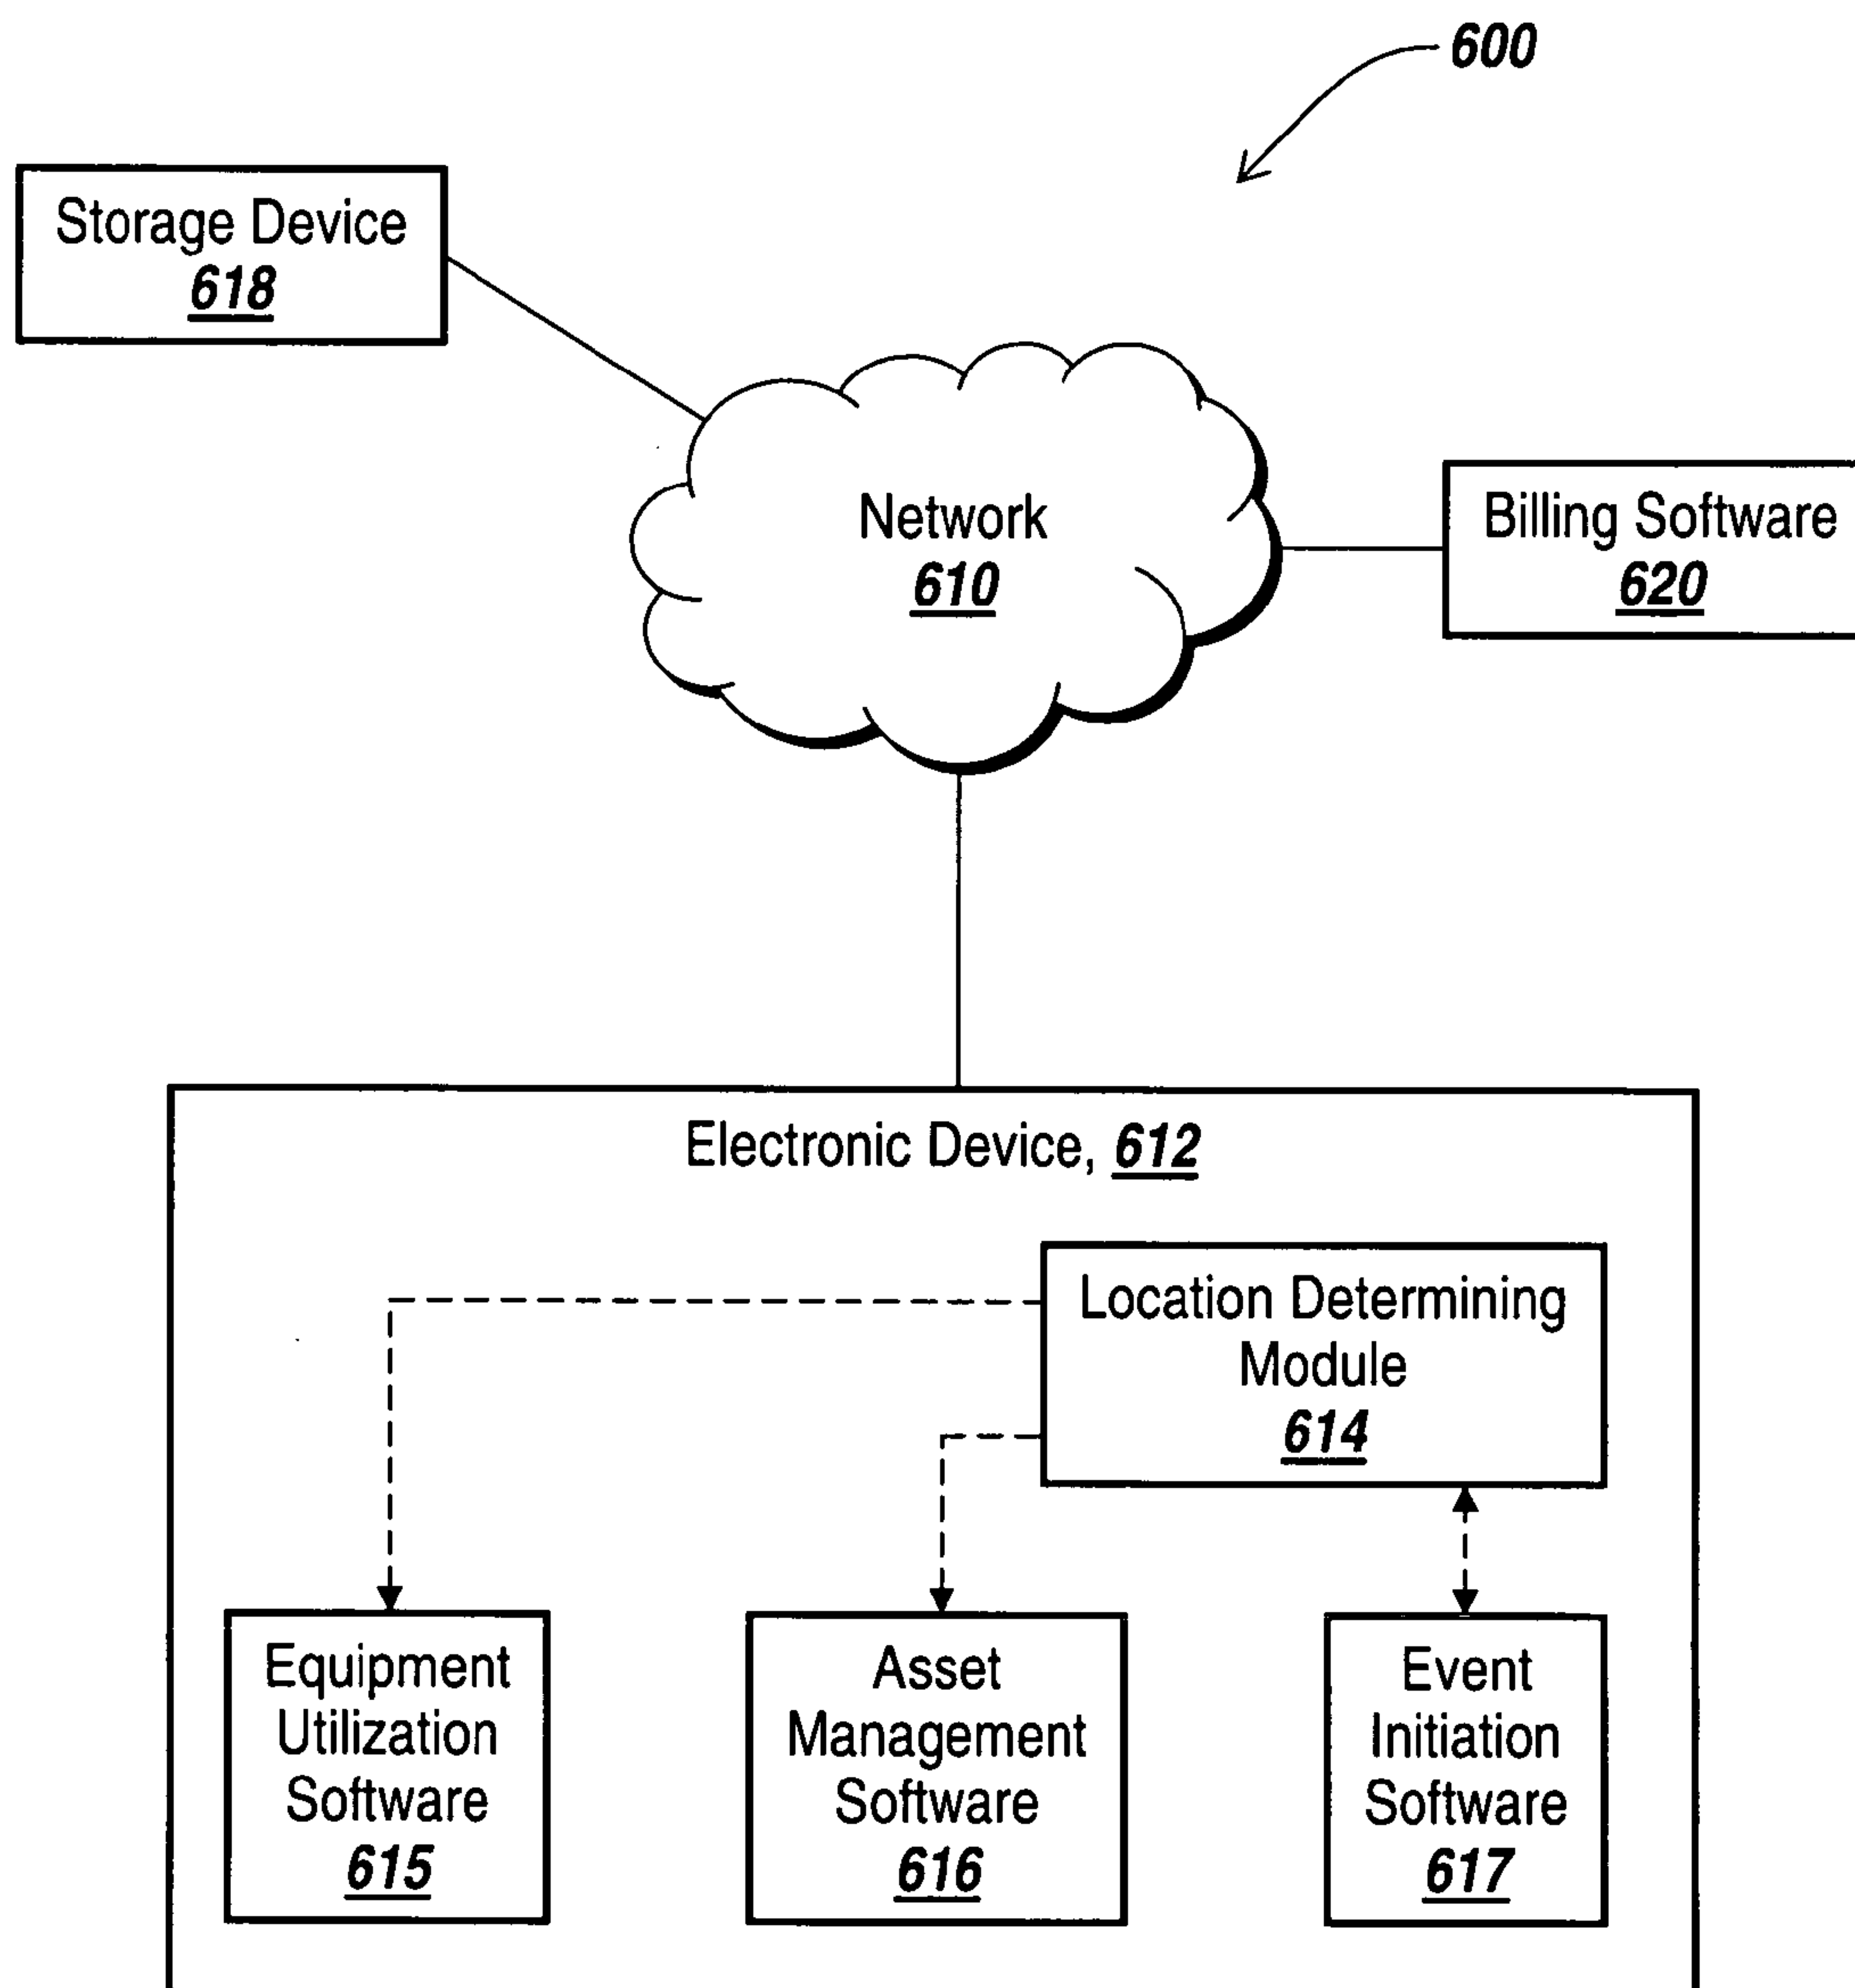 600
Storage Device
618
Network
610
Billing Software
620
Electronic Device, 612
Location Determining
Module
614
Equipment
Utilization
Software
615
Asset
Management
Software
616
Event
Initiation
Software
617